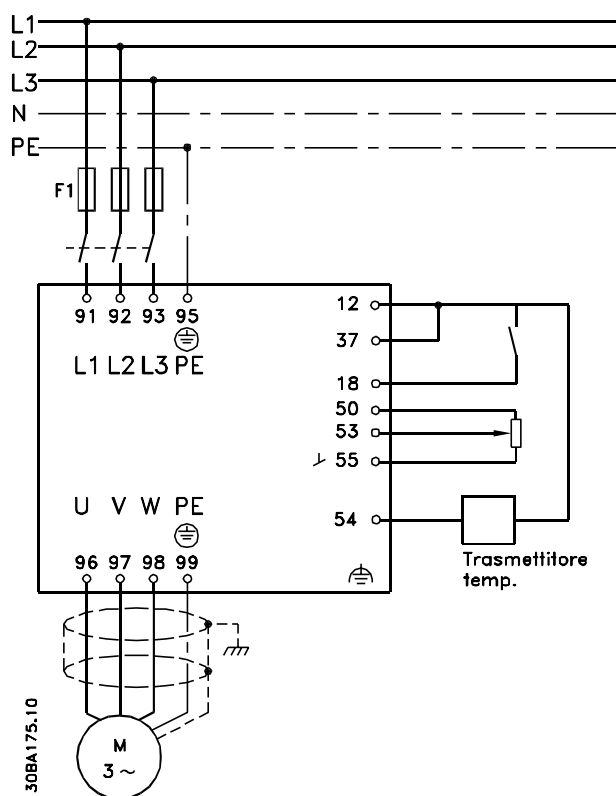 L1
L2
L3
N
PE
F1
91 92 93 95
L1 L2 L3 PE
12
37
18
50
53
55
54
U V W PE
96 97 98 99
Trasmettitore
temp.
M
3 ~
30BA175.10